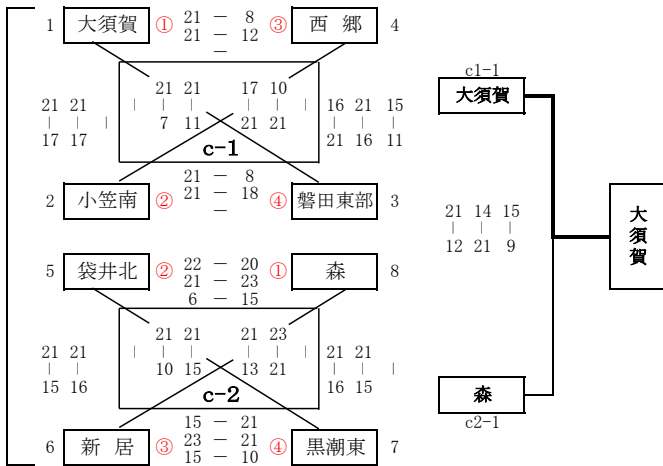 1 大須賀 ① 21 － 8 ③ 西 郷 4
21 － 12
－
21 21 17 10
21 21 | | | | | | | 16 21 15
| | | 7 11 21 21 | | |
17 17 c-1 21 16 11
21 － 8
2 小笠南 ② 21 － 18 ④ 磐田東部 3
－
5 袋井北 ② 22 － 20 ① 森 8
21 － 23
6 － 15
21 21 21 23
21 21 | | | | | | | 21 21
| | 10 15 13 21 | | |
15 16 c-2 16 15
15 － 21
6 新 居 ③ 23 － 21 ④ 黒潮東 7
15 － 10
c1-1
大須賀
21 14 15
| | |
12 21 9
大須賀
森
c2-1